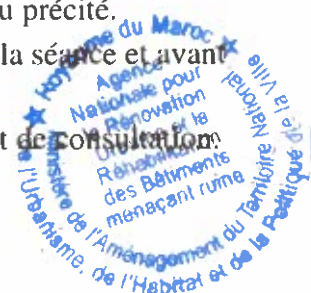 u précité.
la séance et avant
t de consultation.
★ Royaume du Maroc ★
Ministère de l'Aménagement du Territoire National
de l'Urbanisme, de l'Habitat et de la Politique de la Ville
Agence
Nationale pour
la Rénovation
Urbaine et la
Réhabilitation
des Bâtiments
menaçant ruine